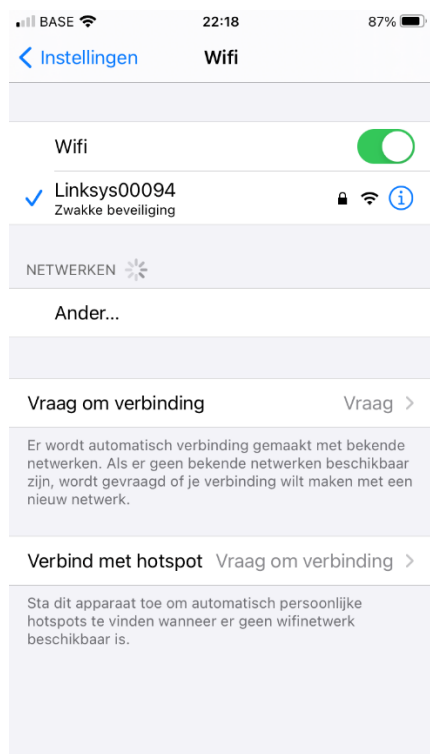 BASE 22:18 87%
Instellingen Wifi
Wifi
Linksys00094
Zwakke beveiliging
NETWERKEN
Ander...
Vraag om verbinding Vraag
Er wordt automatisch verbinding gemaakt met bekende
netwerken. Als er geen bekende netwerken beschikbaar
zijn, wordt gevraagd of je verbinding wilt maken met een
nieuw netwerk.
Verbind met hotspot Vraag om verbinding
Sta dit apparaat toe om automatisch persoonlijke
hotspots te vinden wanneer er geen wifinetwerk
beschikbaar is.